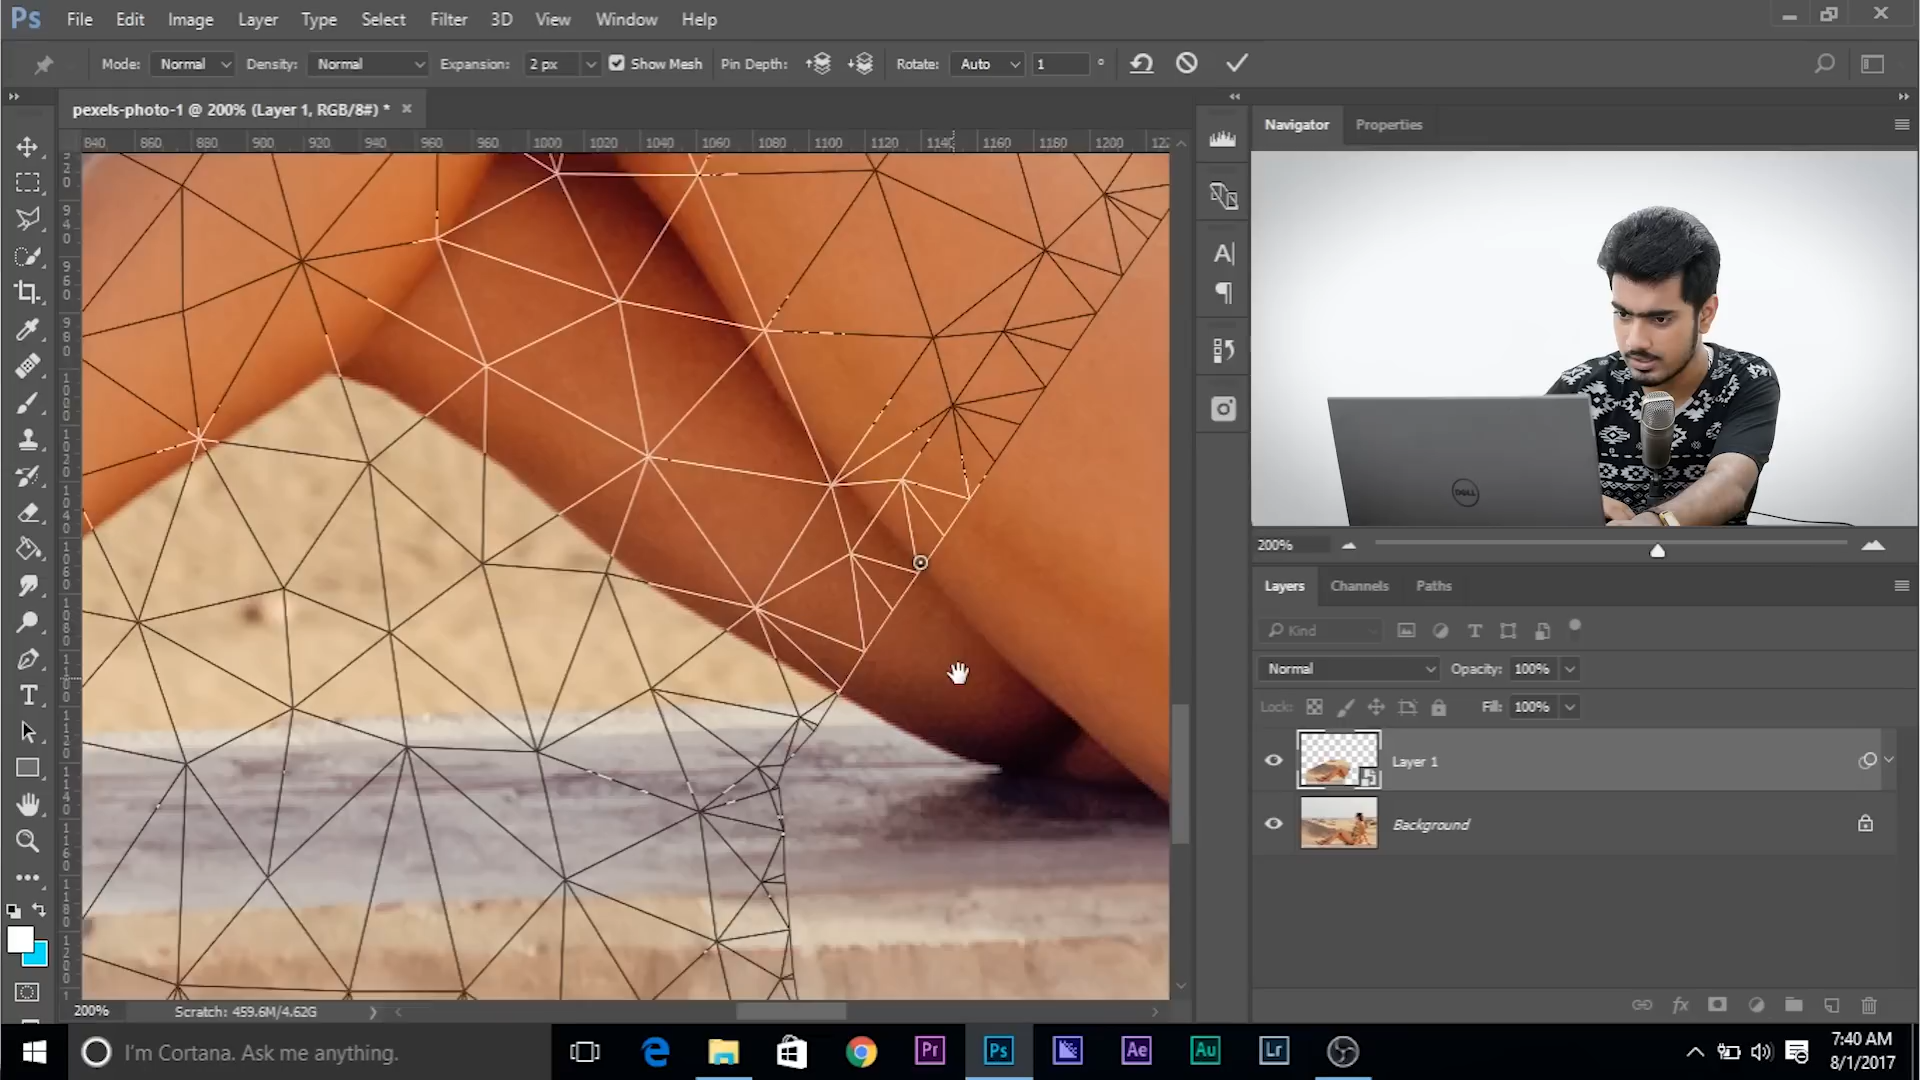 Ps File Edit Image Layer Type Select Filter 3D View Window Help
Mode: Normal Density: Normal Expansion: 2 px Show Mesh Pin Depth: Rotate: Auto 1 °
pexels-photo-1 @ 200% (Layer 1, RGB/8#) *
840 860 880 900 920 940 960 980 1000 1020 1040 1060 1080 1100 1120 1140 1160 1180 1200
Navigator Properties
DELL
200%
Layers Channels Paths
Kind
Normal Opacity: 100%
Lock: Fill: 100%
Layer 1
Background
200% Scratch: 459.6M/4.62G
fx
I'm Cortana. Ask me anything.
Pr Ps Ae Au Lr
7:40 AM
8/1/2017